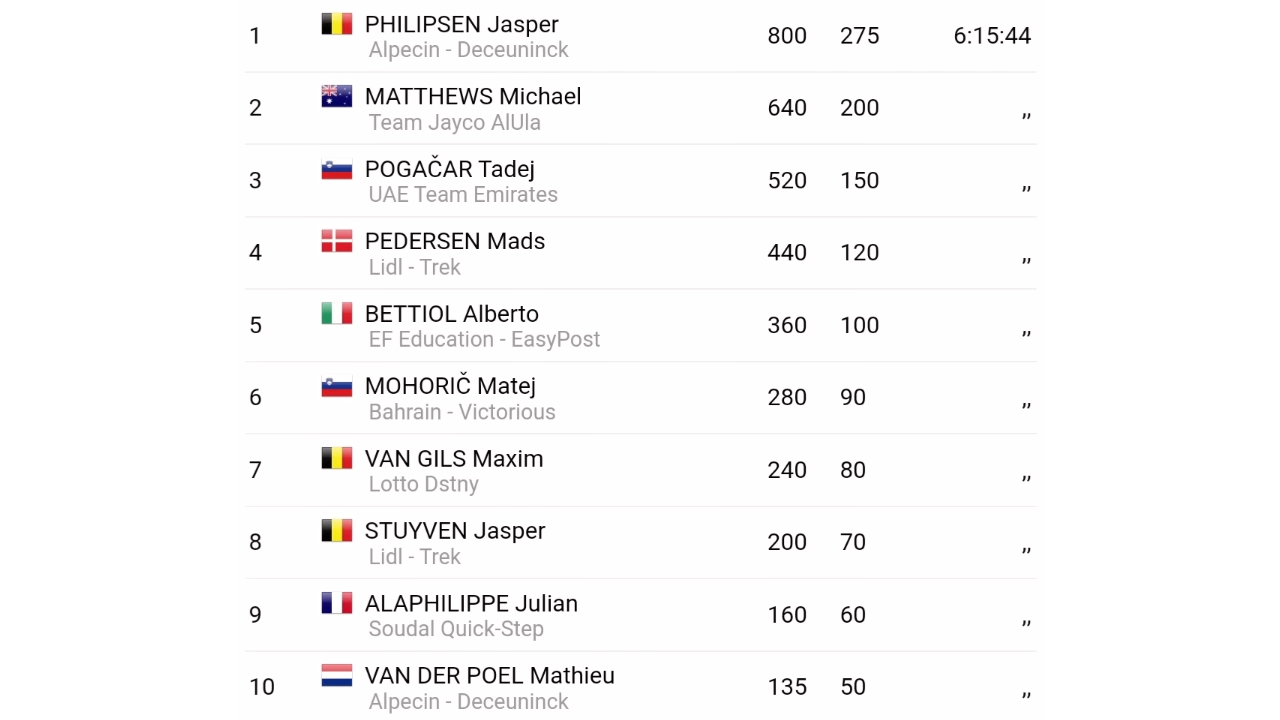 1 PHILIPSEN Jasper 800 275 6:15:44
Alpecin - Deceuninck
2 MATTHEWS Michael 640 200 ,,
Team Jayco AlUla
3 POGAČAR Tadej 520 150 ,,
UAE Team Emirates
4 PEDERSEN Mads 440 120 ,,
Lidl - Trek
5 BETTIOL Alberto 360 100 ,,
EF Education - EasyPost
6 MOHORIČ Matej 280 90 ,,
Bahrain - Victorious
7 VAN GILS Maxim 240 80 ,,
Lotto Dstny
8 STUYVEN Jasper 200 70 ,,
Lidl - Trek
9 ALAPHILIPPE Julian 160 60 ,,
Soudal Quick-Step
10 VAN DER POEL Mathieu 135 50 ,,
Alpecin - Deceuninck